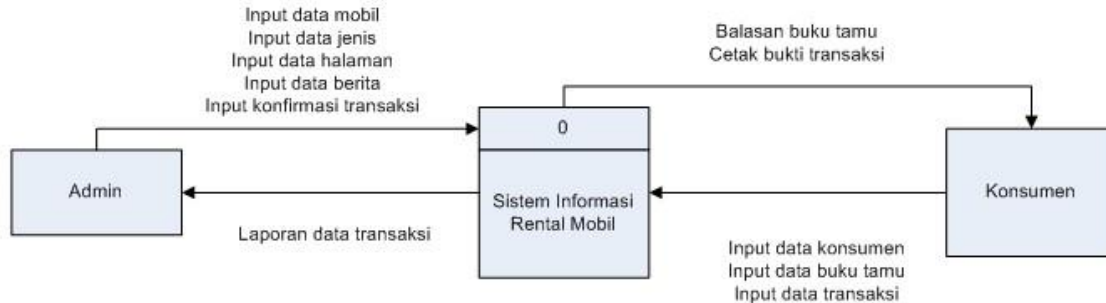 Input data mobil
Input data jenis
Input data halaman
Input data berita
Input konfirmasi transaksi
Balasan buku tamu
Cetak bukti transaksi
0
Admin
Sistem Informasi
Rental Mobil
Konsumen
Laporan data transaksi
Input data konsumen
Input data buku tamu
Input data transaksi